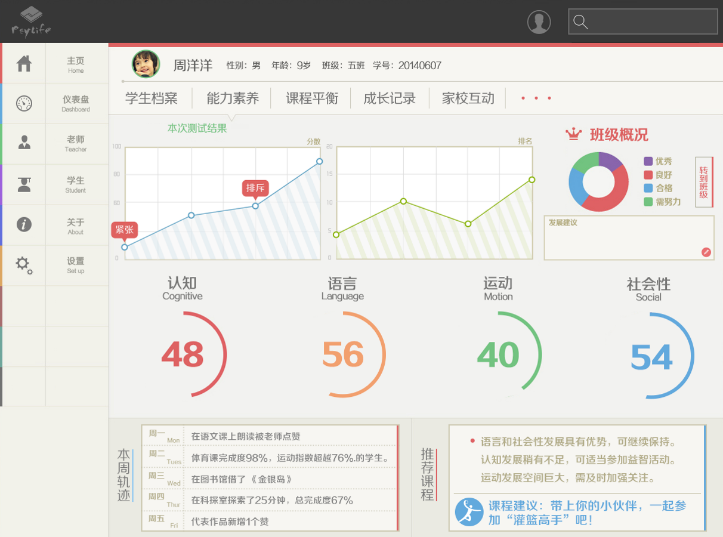 Psylife
主页
Home
仪表盘
Dashboard
老师
Teacher
学生
Student
关于
About
设置
Set up
周洋洋 性别：男 年龄：9岁 班级：五班 学号：20140607
学生档案 能力素养 课程平衡 成长记录 家校互动
本次测试结果
分数
100
90
80
0
排斥
紧张
排名
20
15
10
5
0
班级概况
优秀
良好
合格
需努力
转到班级
发展建议
认知
Cognitive
48
语言
Language
56
运动
Motion
40
社会性
Social
54
本周轨迹
周一 Mon 在语文课上朗读被老师点赞
周二 Tues 体育课完成度98%，运动指数超越76%.的学生。
周三 Wed 在图书馆借了《金银岛》
周四 Thur 在科探室探索了25分钟，总完成度67%
周五 Fri 代表作品新增1个赞
推荐课程
语言和社会性发展具有优势，可继续保持。
认知发展稍有不足，可适当参加益智活动。
运动发展空间巨大，需及时加强关注。
课程建议：带上你的小伙伴，一起参
加“灌篮高手”吧！